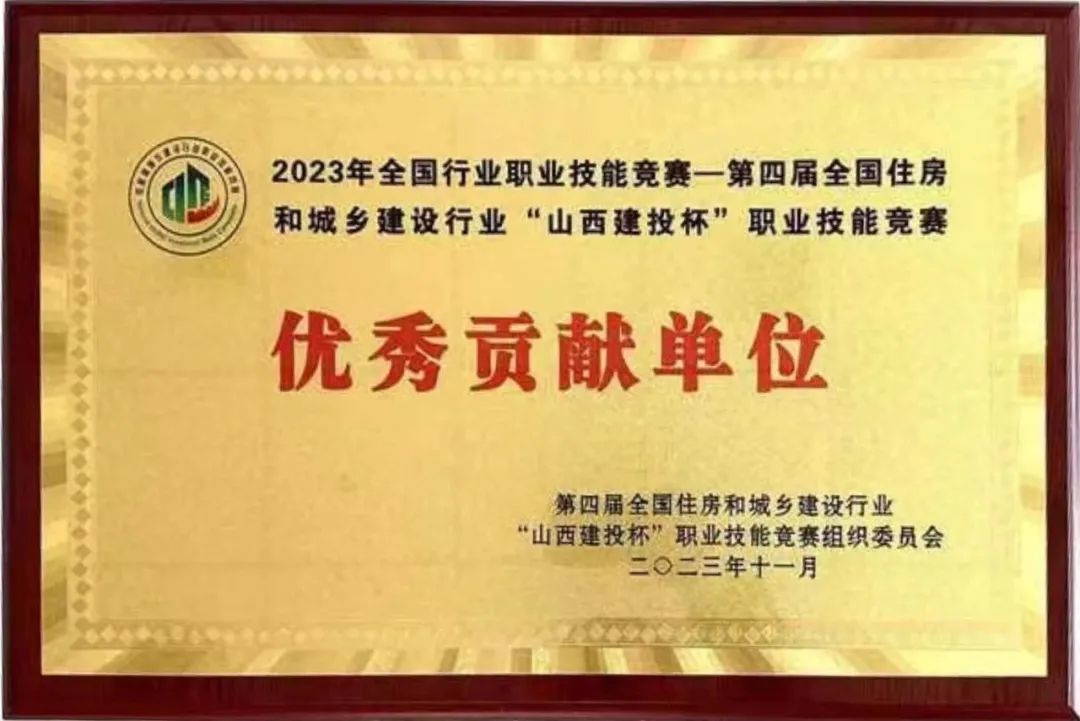 2023年全国行业职业技能竞赛—第四届全国住房
和城乡建设行业“山西建投杯”职业技能竞赛
优秀贡献单位
第四届全国住房和城乡建设行业
“山西建投杯”职业技能竞赛组织委员会
二〇二三年十一月